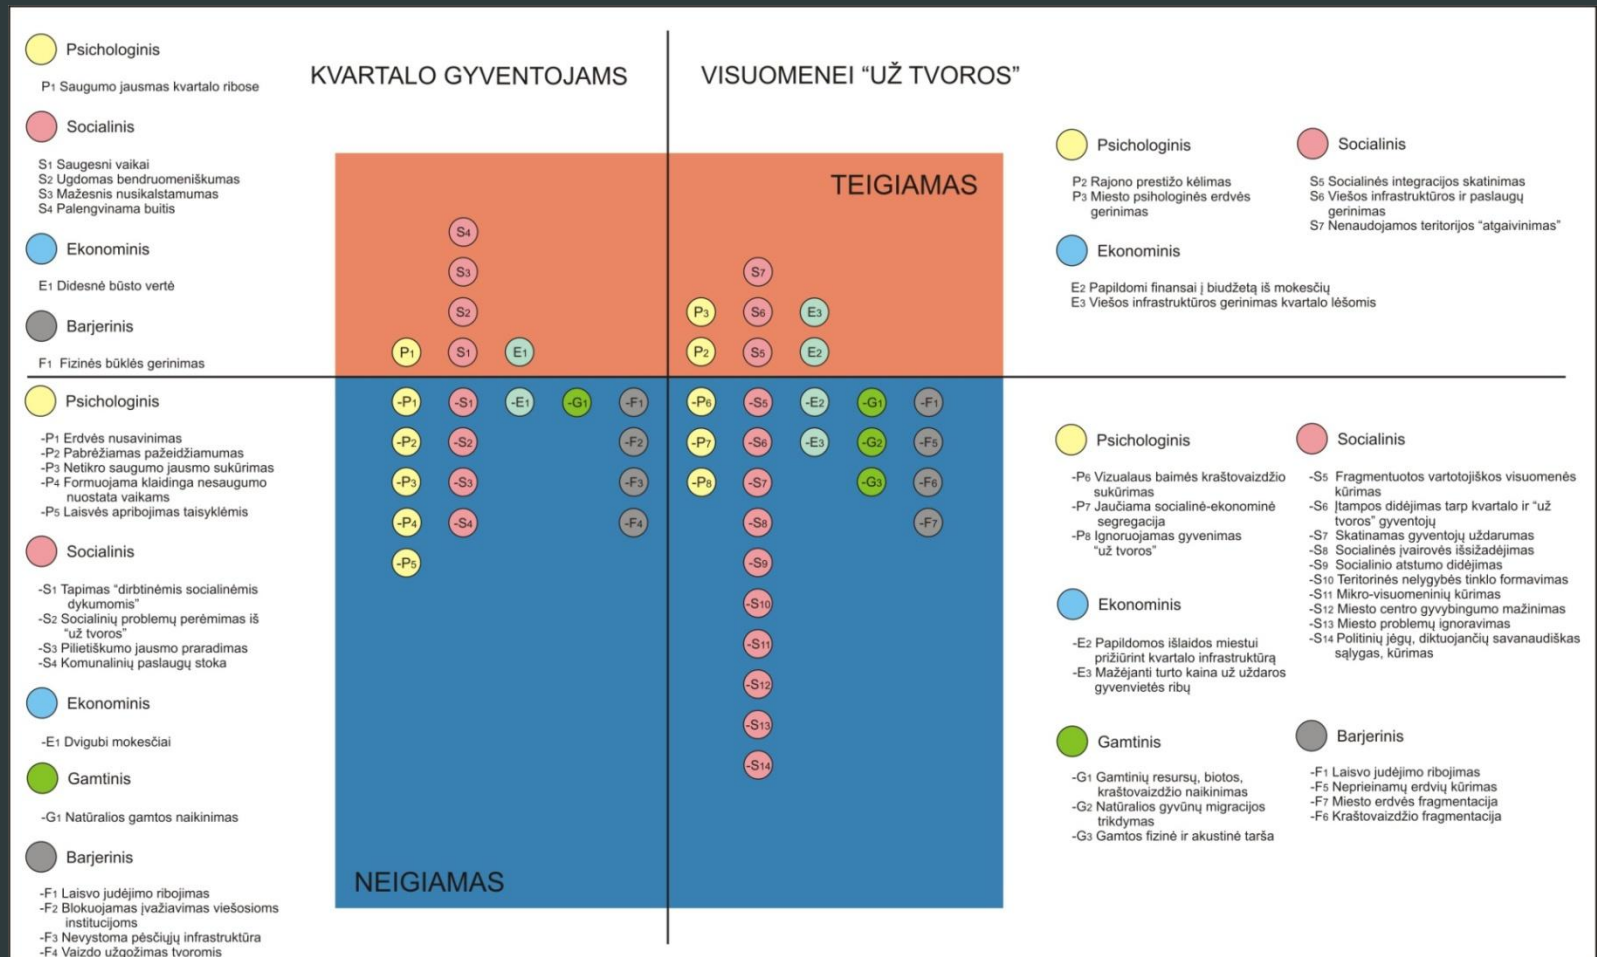 KVARTALO GYVENTOJAMS
VISUOMENEI “UŽ TVOROS”
TEIGIAMAS
NEIGIAMAS
Psichologinis
P1 Saugumo jausmas kvartalo ribose
Socialinis
S1 Saugesni vaikai
S2 Ugdomas bendruomeniškumas
S3 Mažesnis nusikalstamumas
S4 Palengvinama buitis
Ekonominis
E1 Didesnė būsto vertė
Barjerinis
F1 Fizinės būklės gerinimas
Psichologinis
-P1 Erdvės nusavinimas
-P2 Pabrėžiamas pažeidžiamumas
-P3 Netikro saugumo jausmo sukūrimas
-P4 Formuojama klaidinga nesaugumo
nuostata vaikams
-P5 Laisvės apribojimas taisyklėmis
Socialinis
-S1 Tapimas “dirbtinėmis socialinėmis
dykumomis”
-S2 Socialinių problemų perėmimas iš
“už tvoros”
-S3 Pilietiškumo jausmo praradimas
-S4 Komunalinių paslaugų stoka
Ekonominis
-E1 Dvigubi mokesčiai
Gamtinis
-G1 Natūralios gamtos naikinimas
Barjerinis
-F1 Laisvo judėjimo ribojimas
-F2 Blokuojamas įvažiavimas viešosioms
institucijoms
-F3 Nevystoma pėsčiųjų infrastruktūra
-F4 Vaizdo užgožimas tvoromis
S4
S3 S7
S2 P3 S6 E3
P1 S1 E1 P2 S5 E2
-P1 -S1 -E1 -G1 -F1 -P6 -S5 -E2 -G1 -F1
-P2 -S2 -F2 -P7 -S6 -E3 -G2 -F5
-P3 -S3 -F3 -P8 -S7 -G3 -F6
-P4 -S4 -F4 -S8 -F7
-P5 -S9
-S10
-S11
-S12
-S13
-S14
Psichologinis
P2 Rajono prestižo kėlimas
P3 Miesto psichologinės erdvės
gerinimas
Socialinis
S5 Socialinės integracijos skatinimas
S6 Viešos infrastruktūros ir paslaugų
gerinimas
S7 Nenaudojamos teritorijos “atgaivinimas”
Ekonominis
E2 Papildomi finansai į biudžetą iš mokesčių
E3 Viešos infrastruktūros gerinimas kvartalo lėšomis
Psichologinis
-P6 Vizualaus baimės kraštovaizdžio
sukūrimas
-P7 Jaučiama socialinė-ekonominė
segregacija
-P8 Ignoruojamas gyvenimas
“už tvoros”
Socialinis
-S5 Fragmentuotos vartotojiškos visuomenės
kūrimas
-S6 Įtampos didėjimas tarp kvartalo ir “už
tvoros” gyventojų
-S7 Skatinamas gyventojų uždarumas
-S8 Socialinės įvairovės išsižadėjimas
-S9 Socialinio atstumo didėjimas
-S10 Teritorinės nelygybės tinklo formavimas
-S11 Mikro-visuomeninių kūrimas
-S12 Miesto centro gyvybingumo mažinimas
-S13 Miesto problemų ignoravimas
-S14 Politinių jėgų, diktuojančių savanaudiškas
sąlygas, kūrimas
Ekonominis
-E2 Papildomos išlaidos miestui
prižiūrint kvartalo infrastruktūrą
-E3 Mažėjanti turto kaina už uždaros
gyvenvietės ribų
Gamtinis
-G1 Gamtinių resursų, biotos,
kraštovaizdžio naikinimas
-G2 Natūralios gyvūnų migracijos
trikdymas
-G3 Gamtos fizinė ir akustinė tarša
Barjerinis
-F1 Laisvo judėjimo ribojimas
-F5 Neprieinamų erdvių kūrimas
-F7 Miesto erdvės fragmentacija
-F6 Kraštovaizdžio fragmentacija